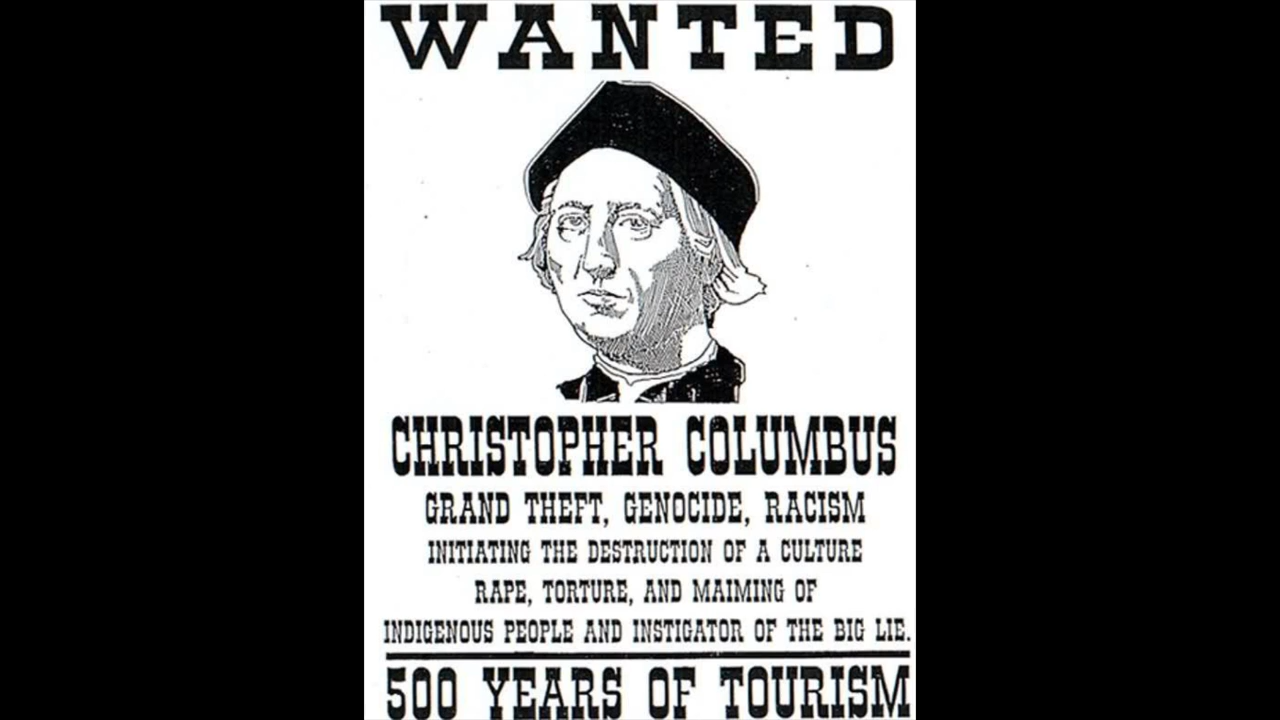 WANTED
CHRISTOPHER COLUMBUS
GRAND THEFT, GENOCIDE, RACISM
INITIATING THE DESTRUCTION OF A CULTURE
RAPE, TORTURE, AND MAIMING OF
INDIGENOUS PEOPLE AND INSTIGATOR OF THE BIG LIE.
500 YEARS OF TOURISM